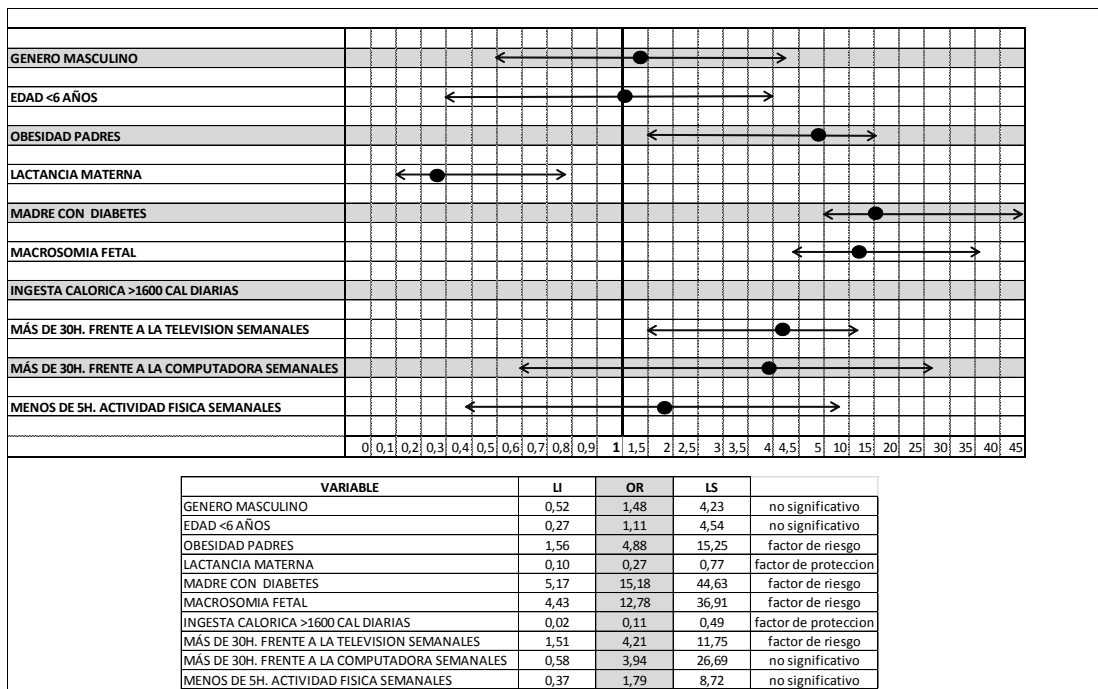 GENERO MASCULINO
EDAD <6 AÑOS
OBESIDAD PADRES
LACTANCIA MATERNA
MADRE CON DIABETES
MACROSOMIA FETAL
INGESTA CALORICA >1600 CAL DIARIAS
MÁS DE 30H. FRENTE A LA TELEVISION SEMANALES
MÁS DE 30H. FRENTE A LA COMPUTADORA SEMANALES
MENOS DE 5H. ACTIVIDAD FISICA SEMANALES
0 0,1 0,2 0,3 0,4 0,5 0,6 0,7 0,8 0,9 1 1,5 2 2,5 3 3,5 4 4,5 5 10 15 20 25 30 35 40 45
VARIABLE LI OR LS
GENERO MASCULINO 0,52 1,48 4,23 no significativo
EDAD <6 AÑOS 0,27 1,11 4,54 no significativo
OBESIDAD PADRES 1,56 4,88 15,25 factor de riesgo
LACTANCIA MATERNA 0,10 0,27 0,77 factor de proteccion
MADRE CON DIABETES 5,17 15,18 44,63 factor de riesgo
MACROSOMIA FETAL 4,43 12,78 36,91 factor de riesgo
INGESTA CALORICA >1600 CAL DIARIAS 0,02 0,11 0,49 factor de proteccion
MÁS DE 30H. FRENTE A LA TELEVISION SEMANALES 1,51 4,21 11,75 factor de riesgo
MÁS DE 30H. FRENTE A LA COMPUTADORA SEMANALES 0,58 3,94 26,69 no significativo
MENOS DE 5H. ACTIVIDAD FISICA SEMANALES 0,37 1,79 8,72 no significativo